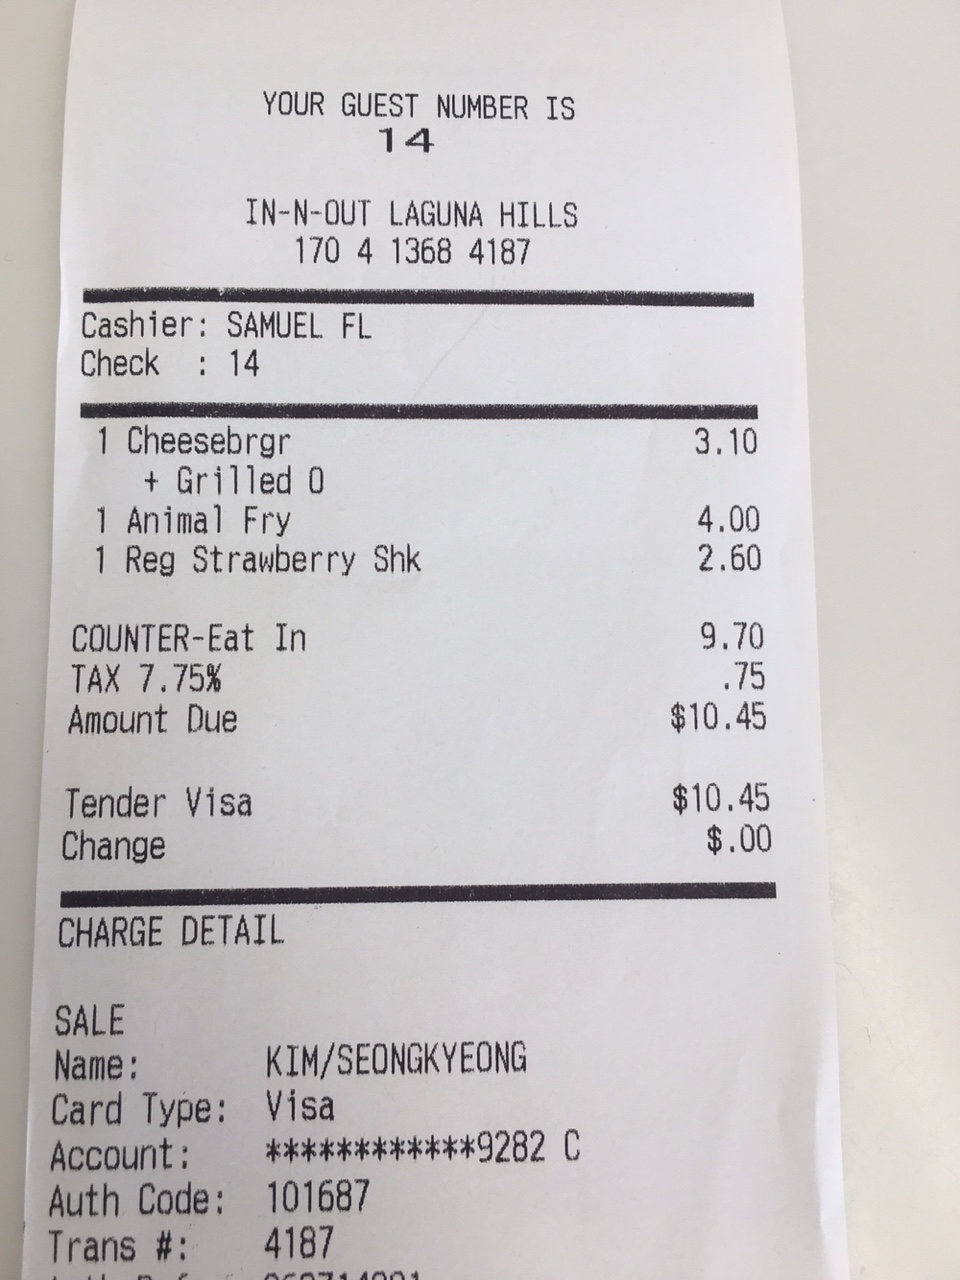 YOUR GUEST NUMBER IS
14
IN-N-OUT LAGUNA HILLS
170 4 1368 4187
Cashier: SAMUEL FL
Check : 14
1 Cheesebrgr 3.10
+ Grilled O
1 Animal Fry 4.00
1 Reg Strawberry Shk 2.60
COUNTER-Eat In 9.70
TAX 7.75% .75
Amount Due $10.45
Tender Visa $10.45
Change $.00
CHARGE DETAIL
SALE
Name: KIM/SEONGKYEONG
Card Type: Visa
Account: ************9282 C
Auth Code: 101687
Trans #: 4187